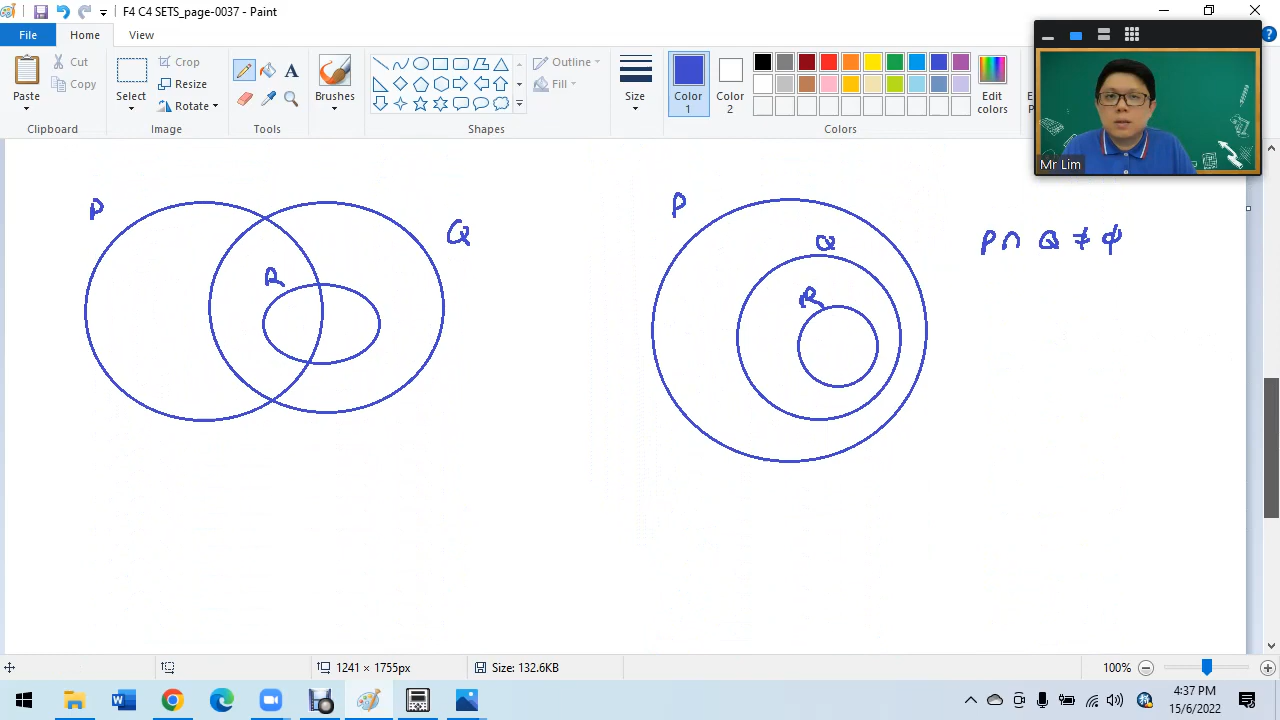 F4 C4 SETS_page-0037 - Paint
File Home View
Paste
Cut
Copy
Clipboard
Select
Crop
Resize
Rotate
Image
Tools
Brushes
Shapes
Outline
Fill
Size
Color 1
Color 2
Colors
Edit colors
Mr Lim
P
Q
R
P
Q
R
P ∩ Q ≠ ϕ
1241 × 1755px
Size: 132.6KB
100%
4:37 PM
15/6/2022